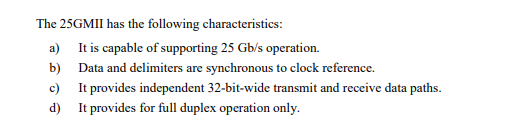 The 25GMII has the following characteristics:
a) It is capable of supporting 25 Gb/s operation.
b) Data and delimiters are synchronous to clock reference.
c) It provides independent 32-bit-wide transmit and receive data paths.
d) It provides for full duplex operation only.